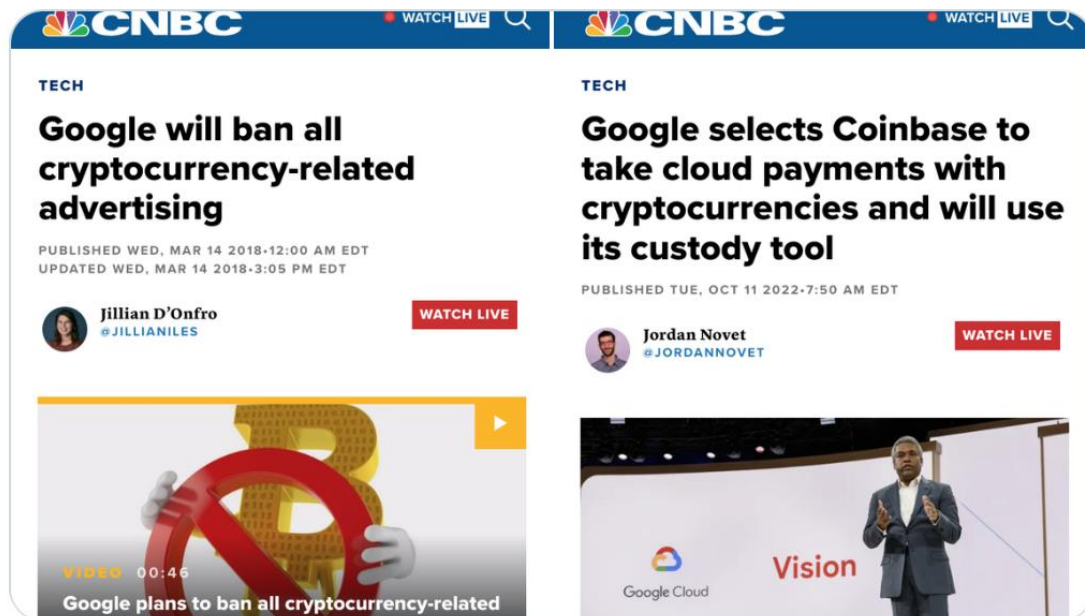 CNBC
WATCH LIVE
TECH
Google will ban all
cryptocurrency-related
advertising
PUBLISHED WED, MAR 14 2018•12:00 AM EDT
UPDATED WED, MAR 14 2018•3:05 PM EDT
Jillian D’Onfro
@JILLIANILES
WATCH LIVE
VIDEO 00:46
Google plans to ban all cryptocurrency-related
CNBC
WATCH LIVE
TECH
Google selects Coinbase to
take cloud payments with
cryptocurrencies and will use
its custody tool
PUBLISHED TUE, OCT 11 2022•7:50 AM EDT
Jordan Novet
@JORDANNOVET
WATCH LIVE
Google Cloud
Vision